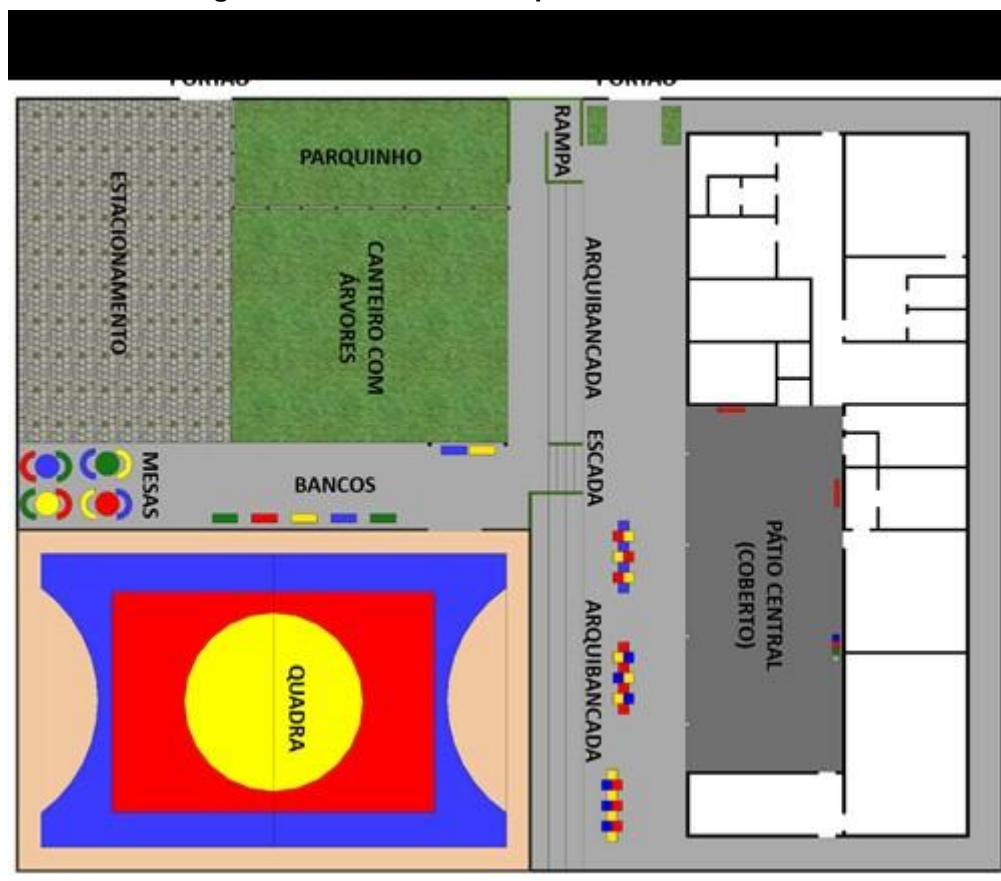 PARQUINHO
RAMPA
ESTACIONAMENTO
CANTEIRO COM
ÁRVORES
ARQUIBANCADA
ESCADA
MESAS
BANCOS
PÁTIO CENTRAL
(COBERTO)
ARQUIBANCADA
QUADRA